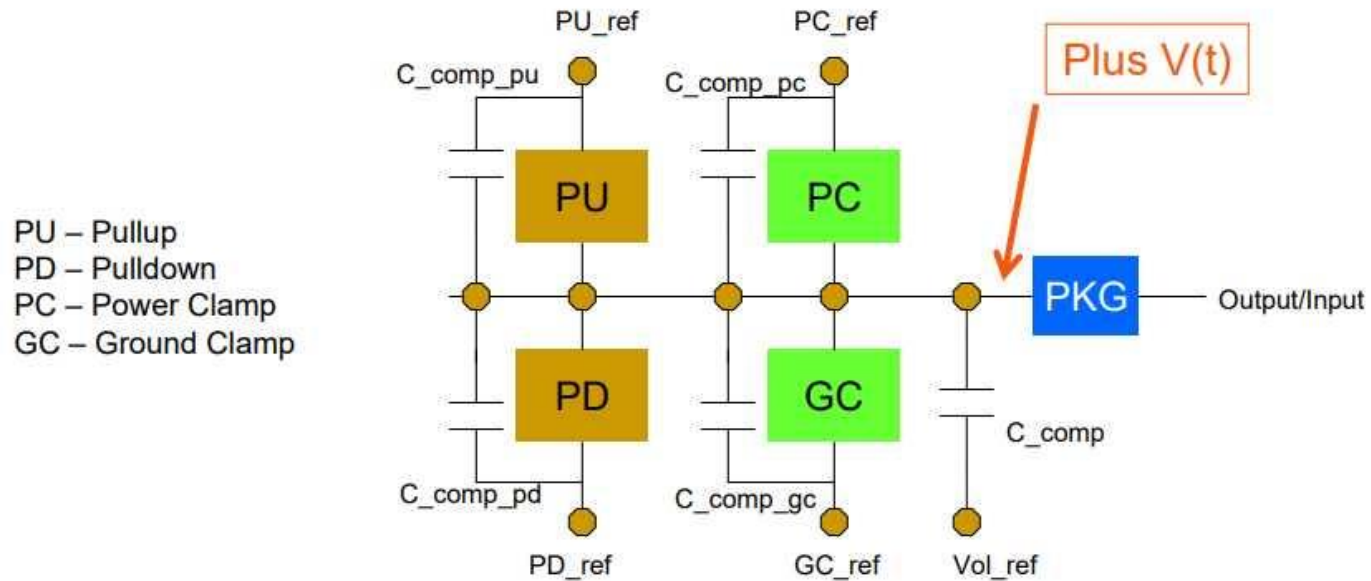 PU_ref
PC_ref
Plus V(t)
C_comp_pu
C_comp_pc
PU
PC
PU – Pullup
PD – Pulldown
PC – Power Clamp
GC – Ground Clamp
PKG
Output/Input
PD
GC
C_comp
C_comp_pd
C_comp_gc
PD_ref
GC_ref
Vol_ref